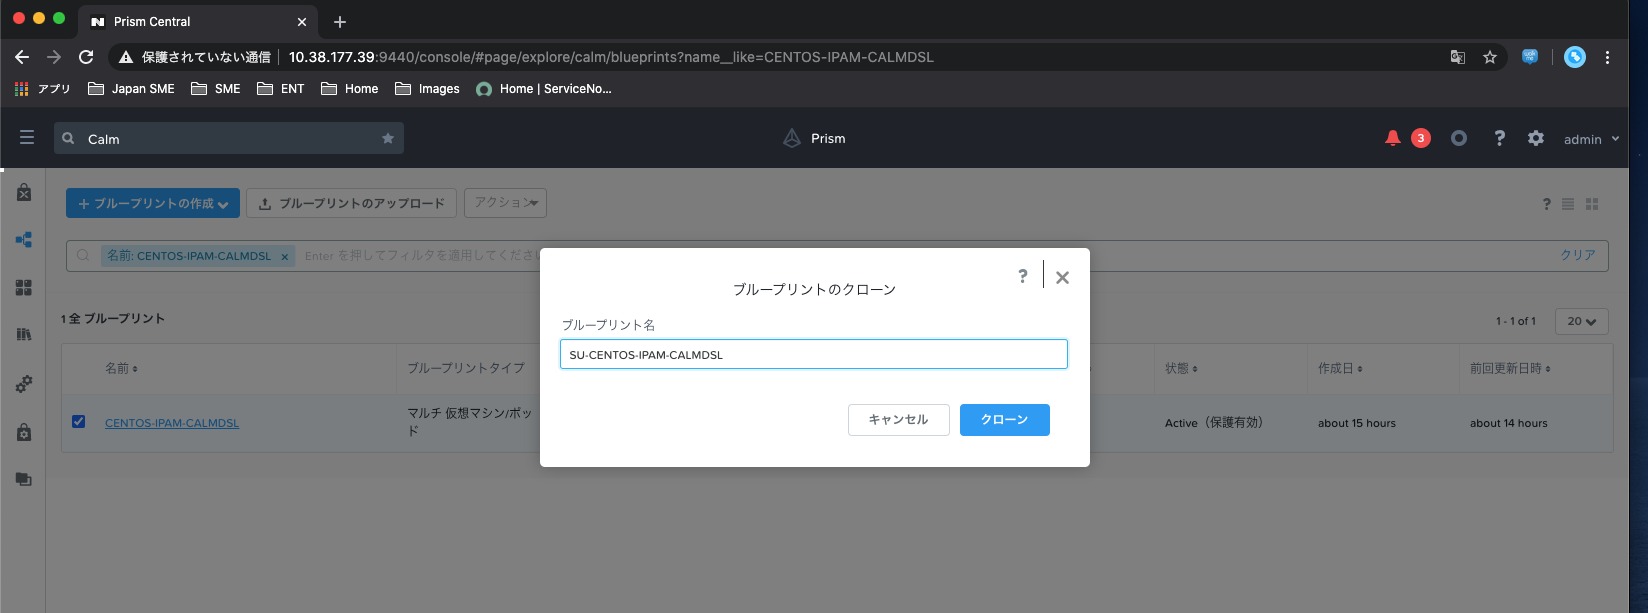 Prism Central
保護されていない通信 10.38.177.39:9440/console/#page/explore/calm/blueprints?name__like=CENTOS-IPAM-CALMDSL
アプリ Japan SME SME ENT Home Images Home | ServiceNo...
Calm Prism 3 ? admin
+ ブループリントの作成 ブループリントのアップロード アクション ?
名前: CENTOS-IPAM-CALMDSL × Enter を押してフィルタを適用してください クリア
? ×
ブループリントのクローン
1全 ブループリント 1 - 1 of 1 20
ブループリント名
SU-CENTOS-IPAM-CALMDSL
名前 ブループリントタイプ 状態 作成日 前回更新日時
CENTOS-IPAM-CALMDSL マルチ 仮想マシン/ポッド Active（保護有効） about 15 hours about 14 hours
キャンセル クローン